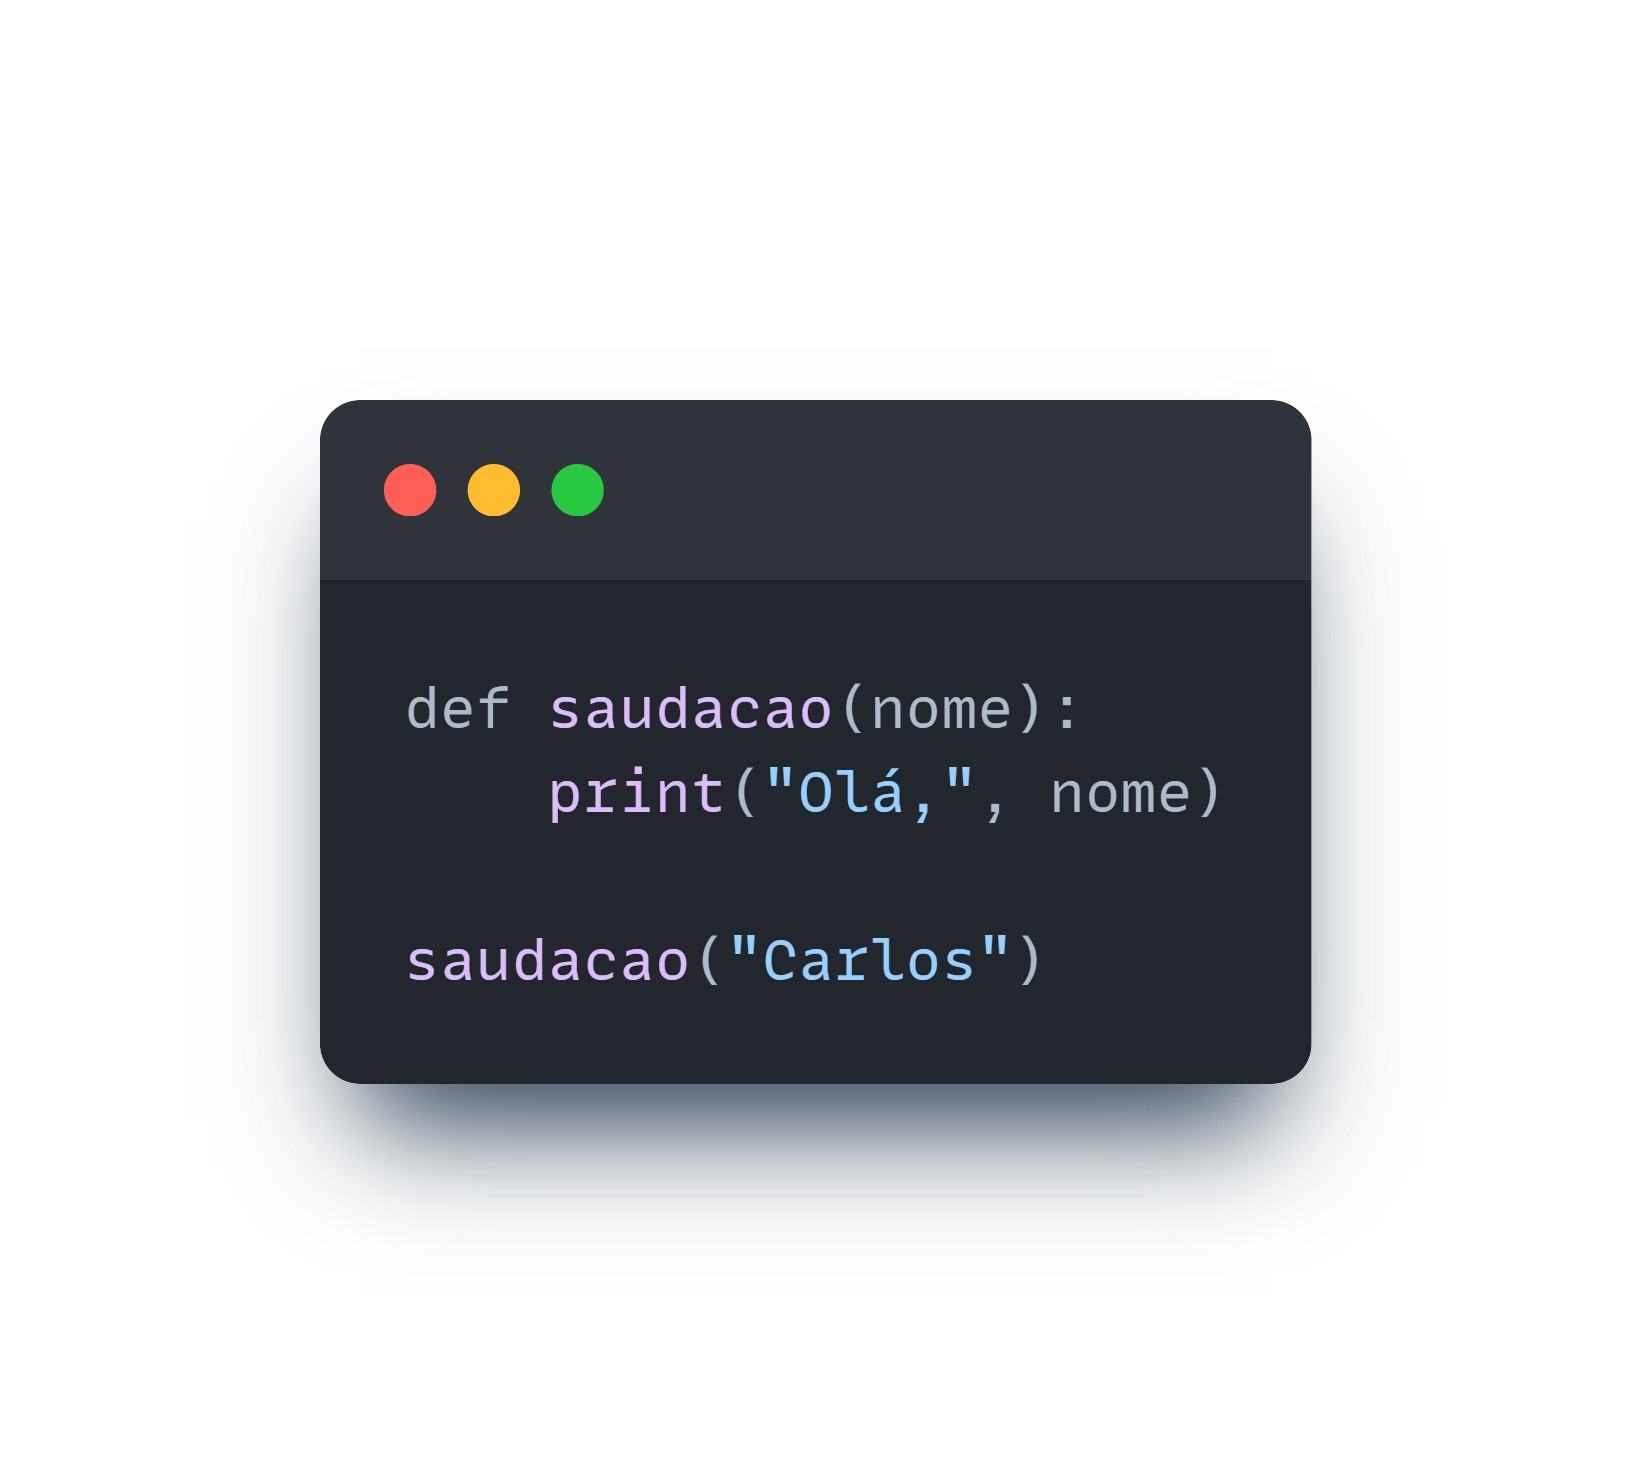 def saudacao(nome):
    print("Olá,", nome)

saudacao("Carlos")